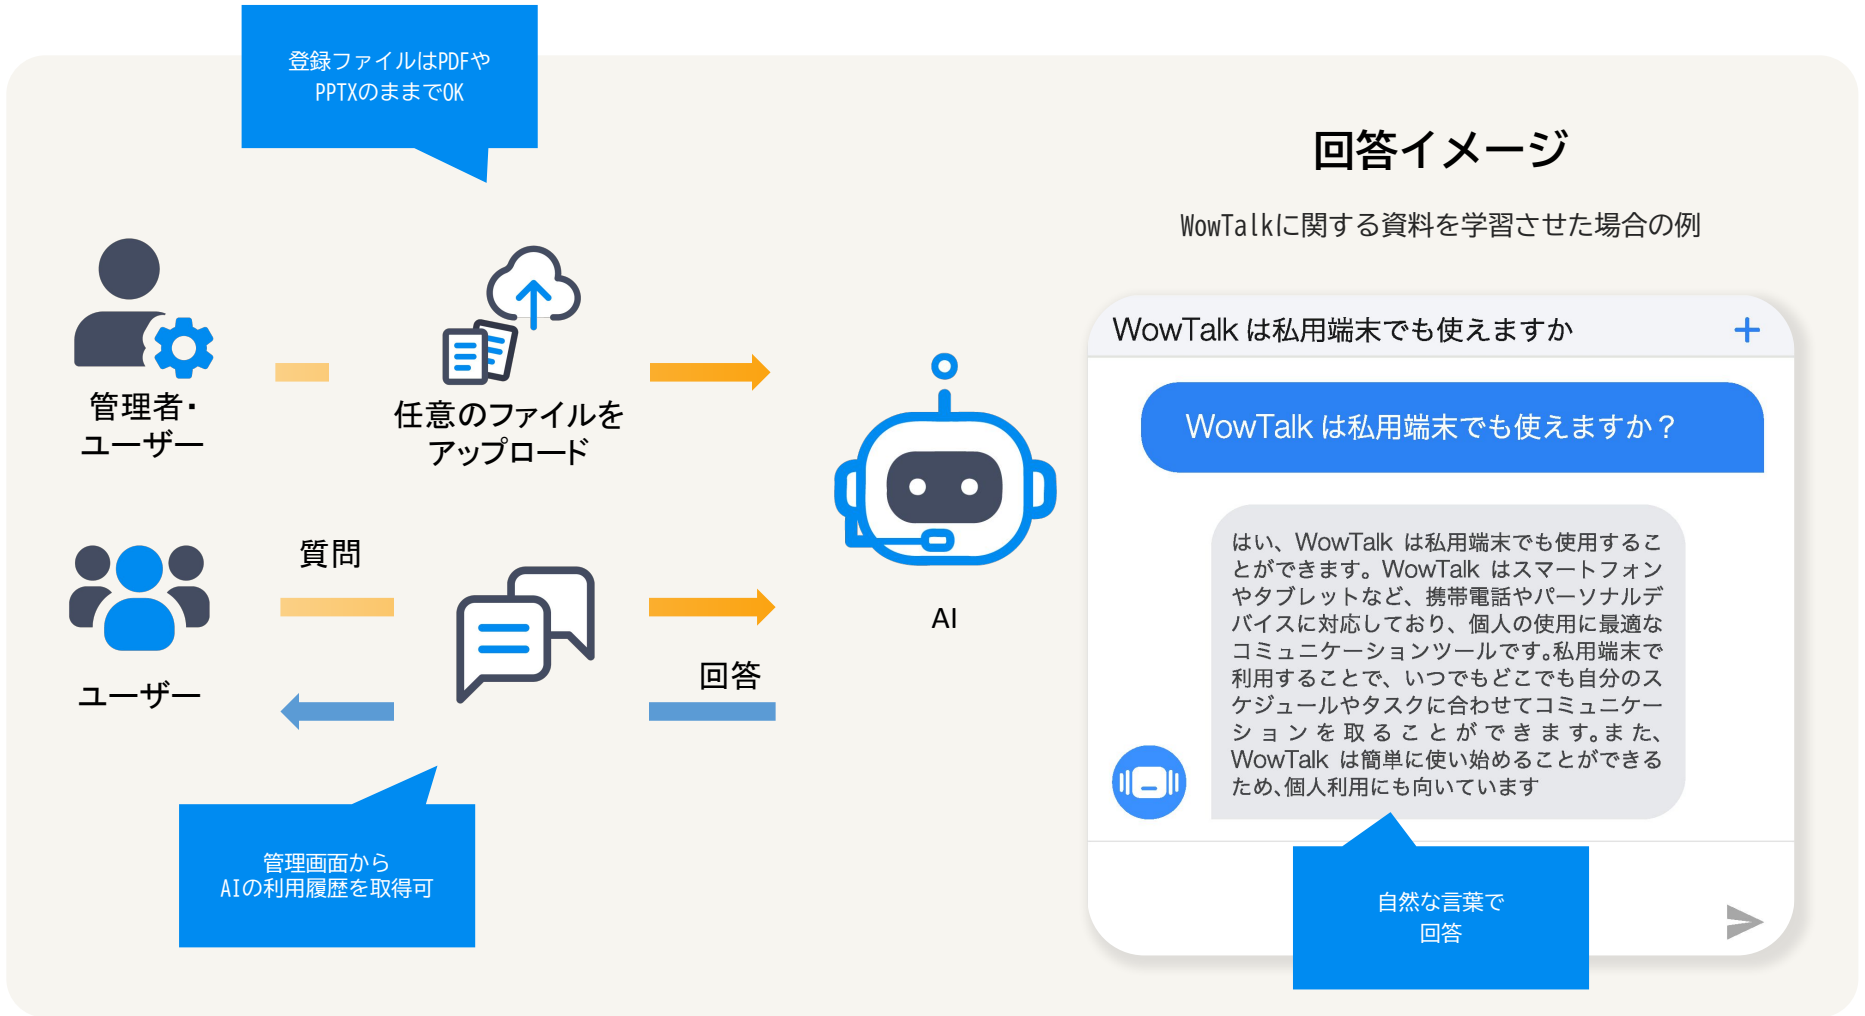 登録ファイルはPDFや
PPTXのままでOK
管理者・
ユーザー
任意のファイルを
アップロード
質問
回答
ユーザー
AI
管理画面から
AIの利用履歴を取得可
回答イメージ
WowTalkに関する資料を学習させた場合の例
WowTalk は私用端末でも使えますか
WowTalk は私用端末でも使えますか？
はい、WowTalk は私用端末でも使用するこ
とができます。WowTalk はスマートフォン
やタブレットなど、携帯電話やパーソナルデ
バイスに対応しており、個人の使用に最適な
コミュニケーションツールです。私用端末で
利用することで、いつでもどこでも自分のス
ケジュールやタスクに合わせてコミュニケー
ションを取ることができます。また、
WowTalk は簡単に使い始めることができる
ため、個人利用にも向いています
自然な言葉で
回答